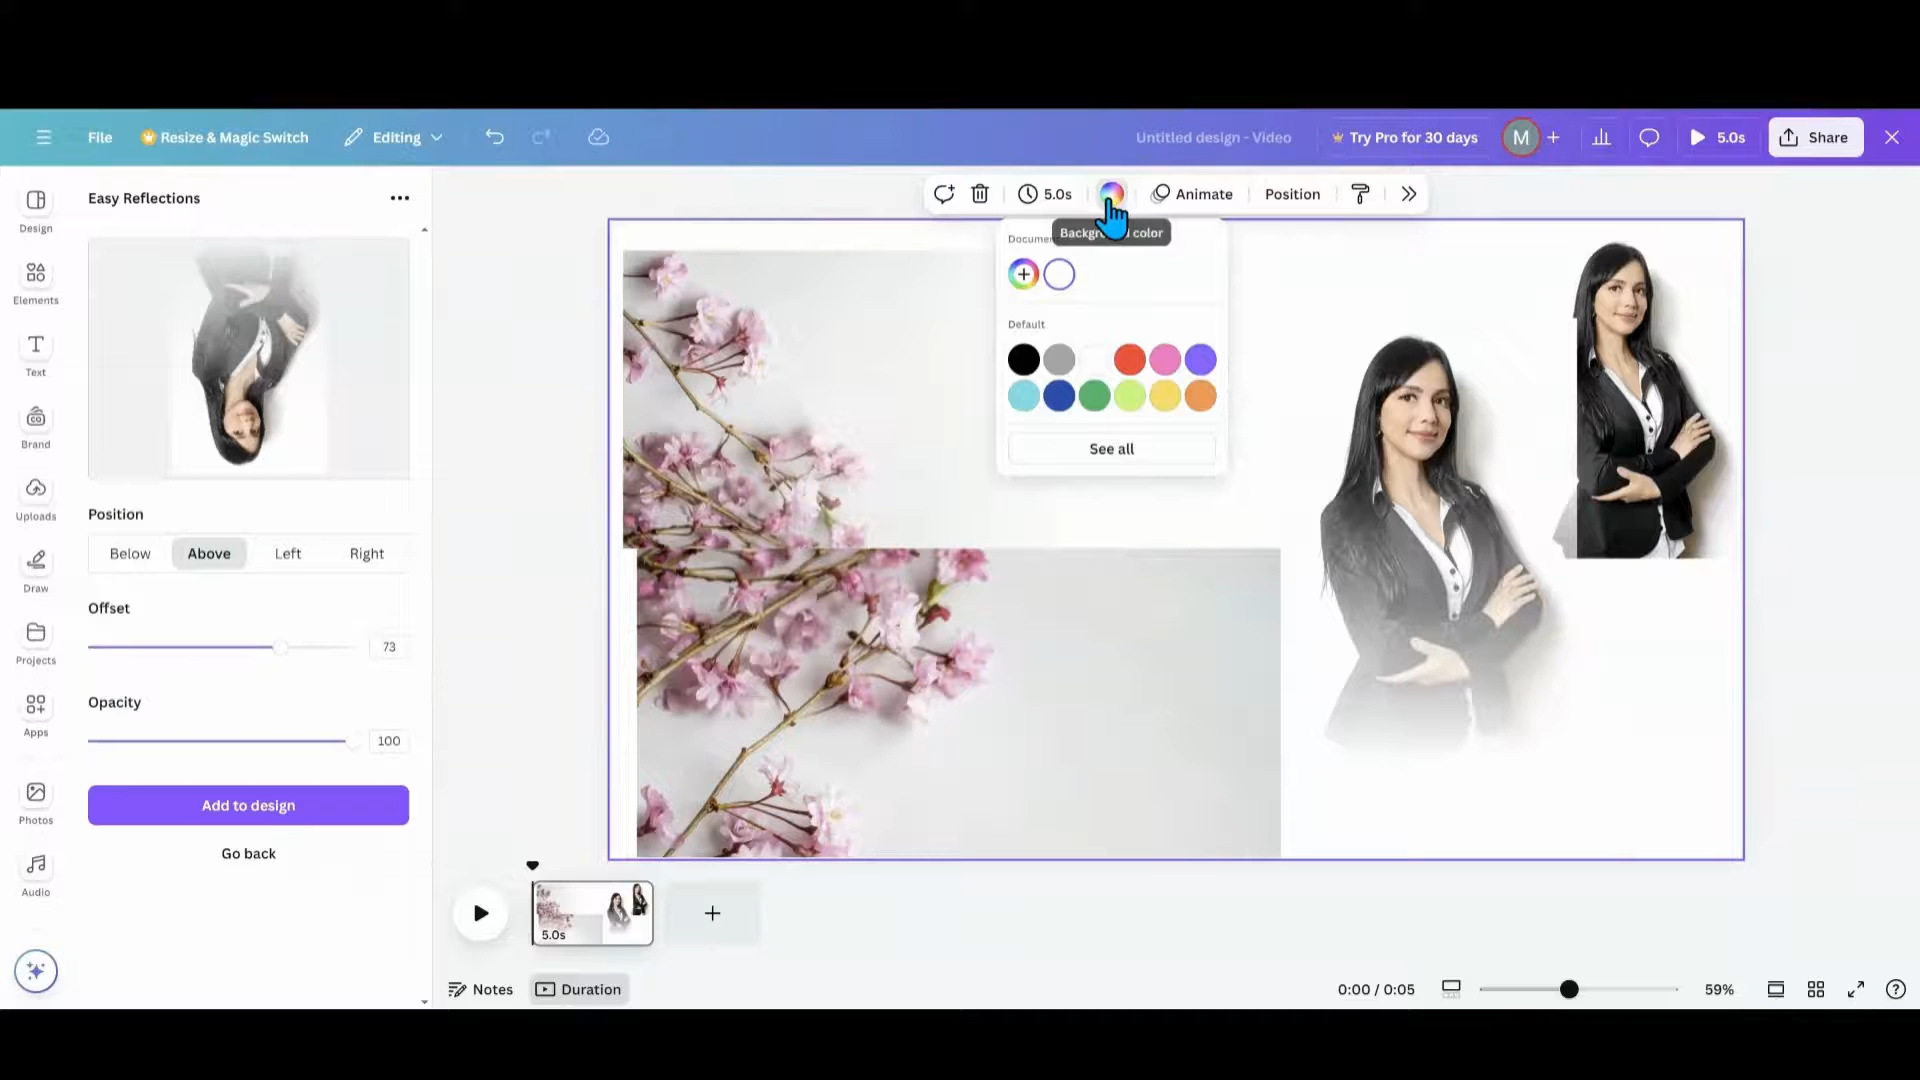 File
Resize & Magic Switch
Editing
Untitled design - Video
Try Pro for 30 days
M
5.0s
Share
Design
Elements
Text
Brand
Uploads
Draw
Projects
Apps
Photos
Audio
Easy Reflections
Position
Below
Above
Left
Right
Offset
73
Opacity
100
Add to design
Go back
5.0s
Animate
Position
Background color
Default
See all
5.0s
Notes
Duration
0:00 / 0:05
59%